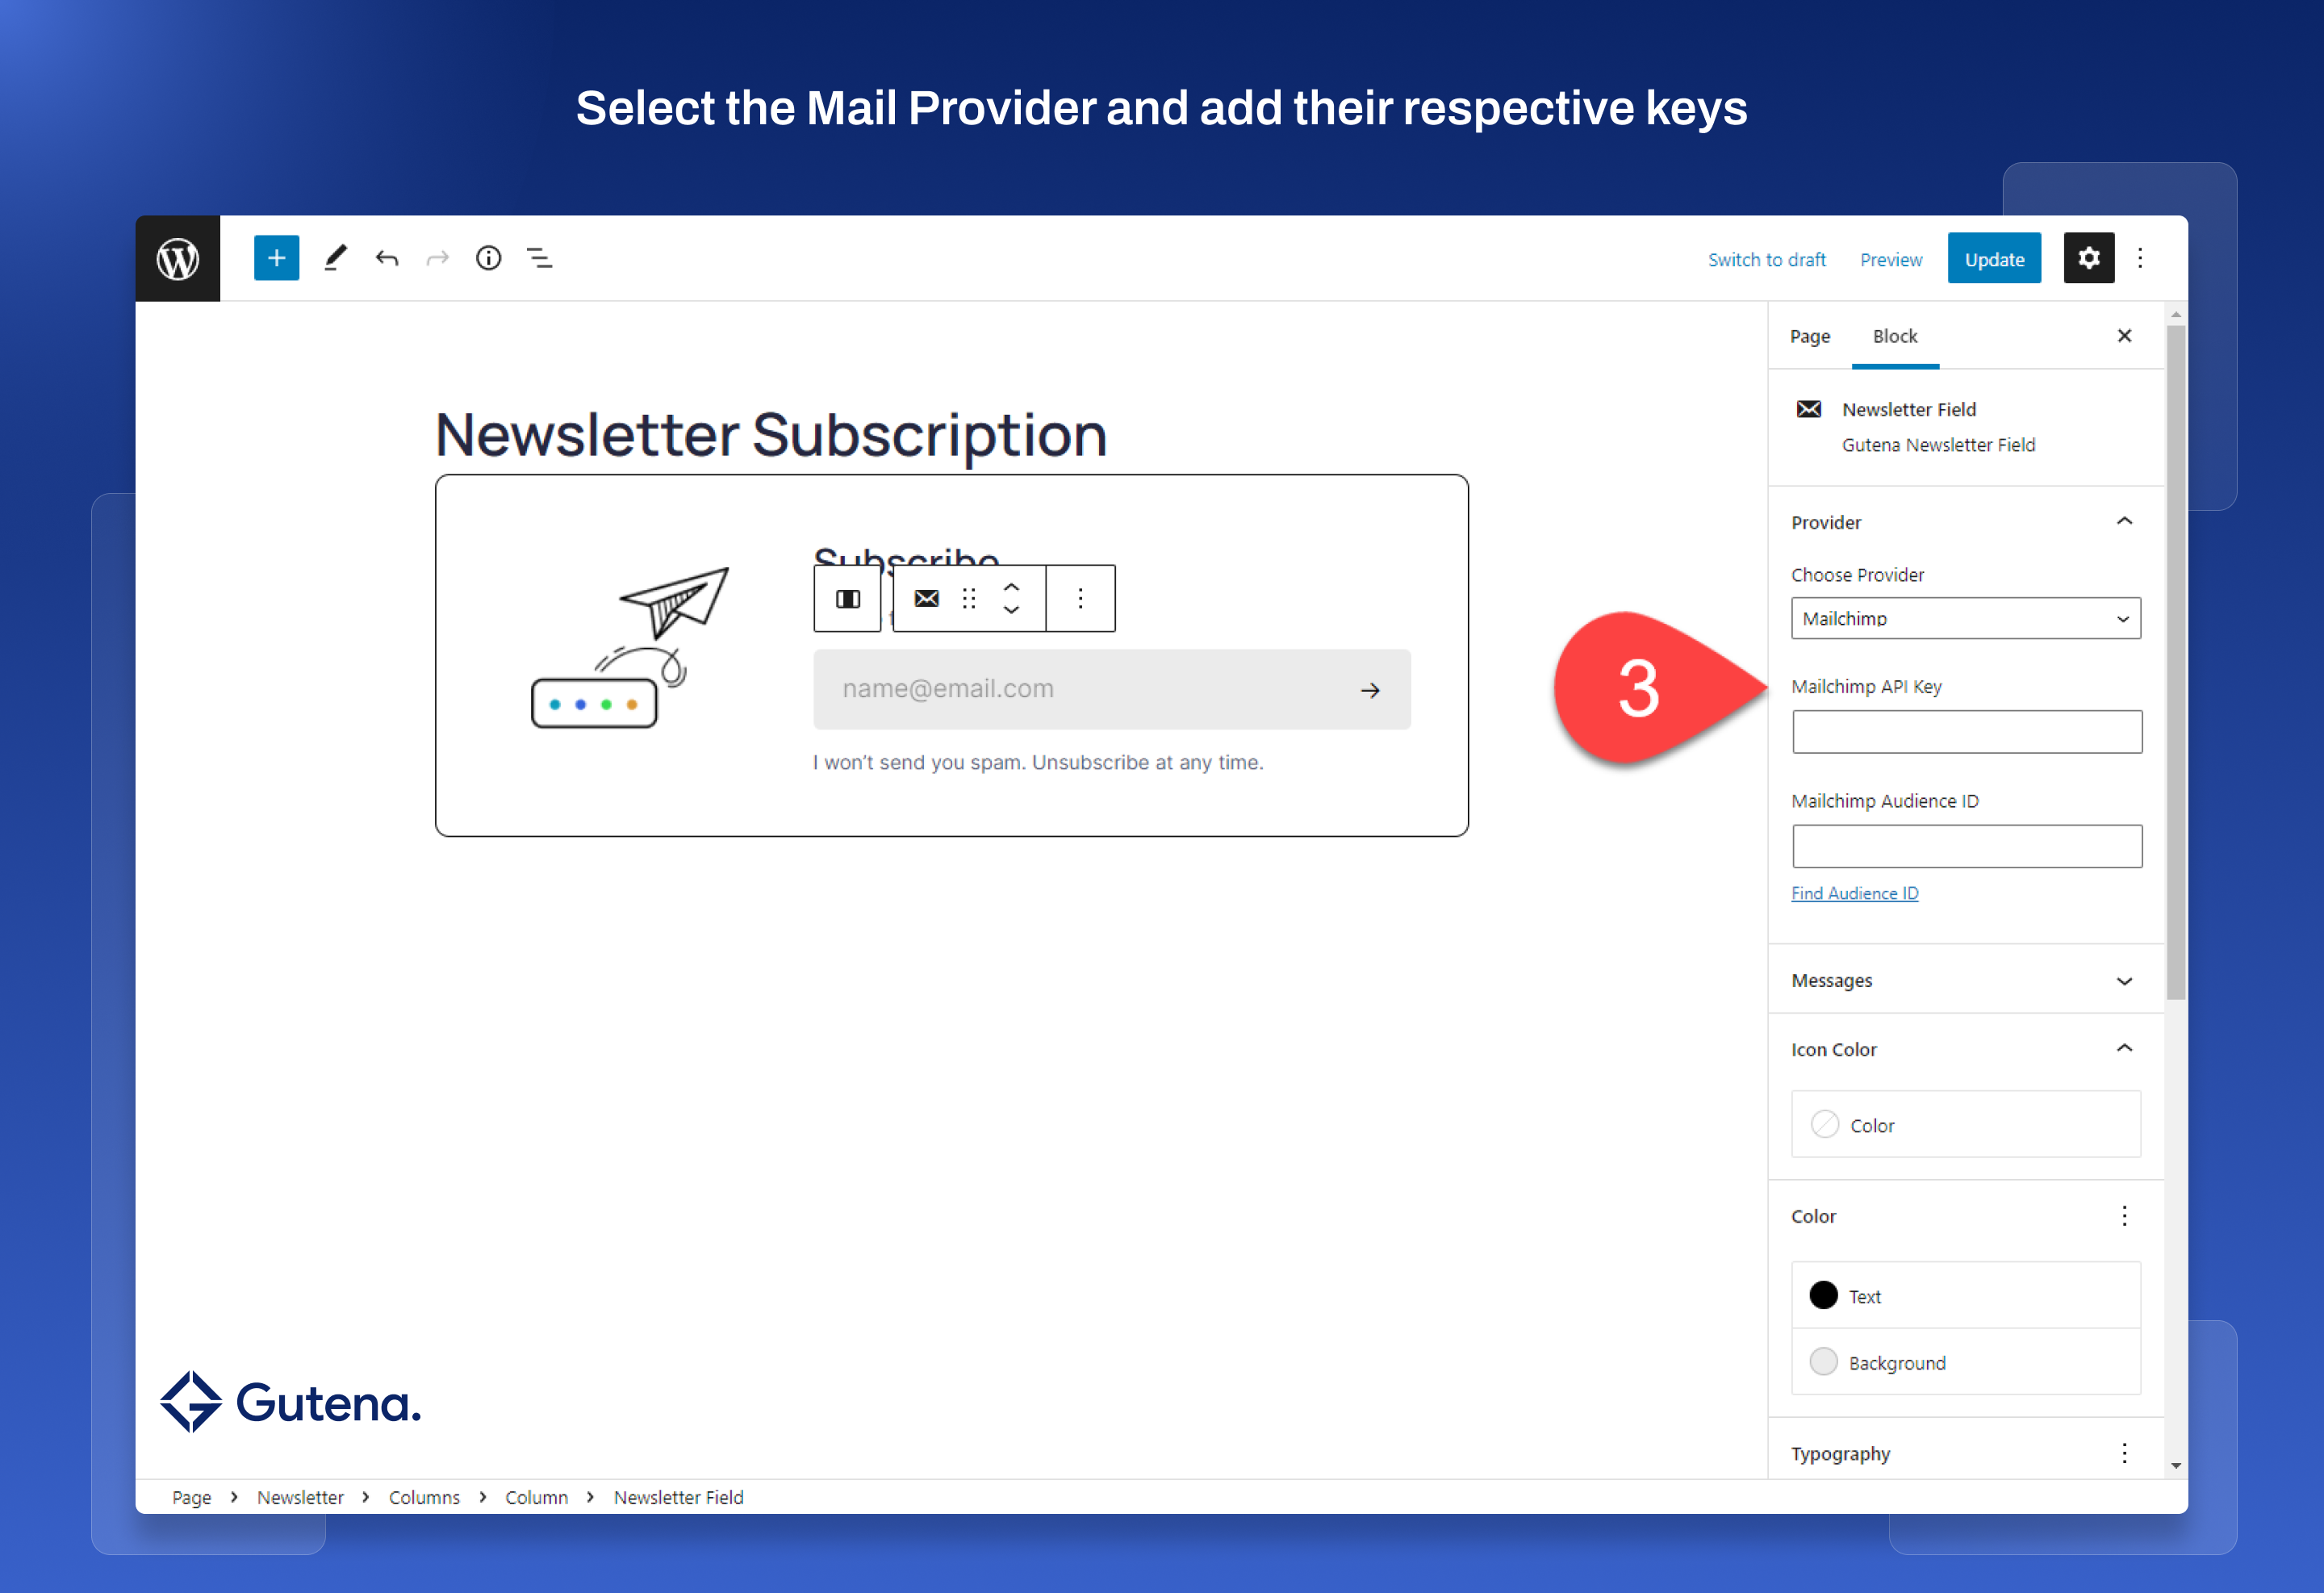 Select the Mail Provider and add their respective keys
Switch to draft
Preview
Update
Page
Block
Newsletter Subscription
Subscribe
name@email.com
I won't send you spam. Unsubscribe at any time.
3
Newsletter Field
Gutena Newsletter Field
Provider
Choose Provider
Mailchimp
Mailchimp API Key
Mailchimp Audience ID
Find Audience ID
Messages
Icon Color
Color
Color
Text
Background
Typography
Gutena.
Page > Newsletter > Columns > Column > Newsletter Field